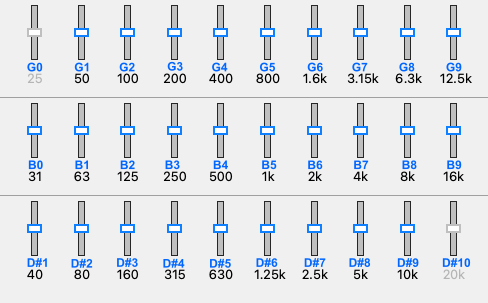 G0 G1 G2 G3 G4 G5 G6 G7 G8 G9
25 50 100 200 400 800 1.6k 3.15k 6.3k 12.5k
B0 B1 B2 B3 B4 B5 B6 B7 B8 B9
31 63 125 250 500 1k 2k 4k 8k 16k
D#1 D#2 D#3 D#4 D#5 D#6 D#7 D#8 D#9 D#10
40 80 160 315 630 1.25k 2.5k 5k 10k 20k